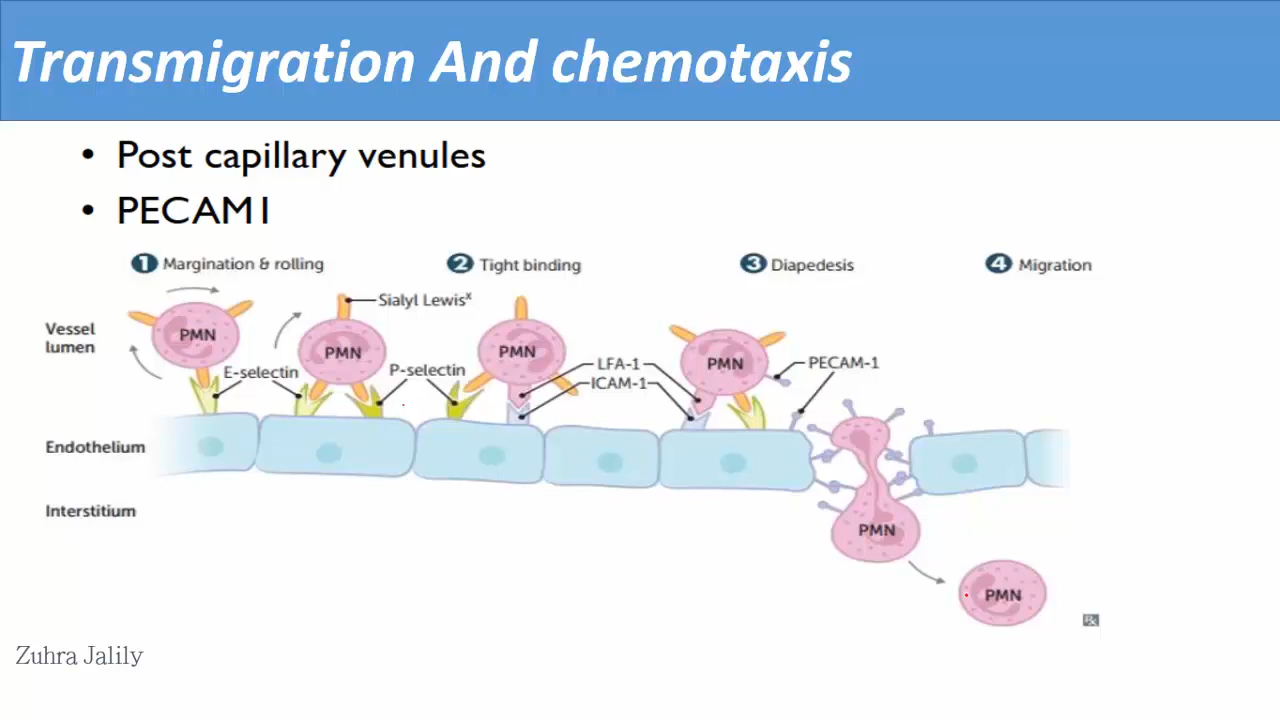 Transmigration And chemotaxis
• Post capillary venules
• PECAM1
1 Margination & rolling
2 Tight binding
3 Diapedesis
4 Migration
Sialyl Lewisˣ
Vessel
lumen
PMN
PMN
PMN
PMN
E-selectin
P-selectin
LFA-1
ICAM-1
PECAM-1
Endothelium
Interstitium
PMN
PMN
Rx
Zuhra Jalily